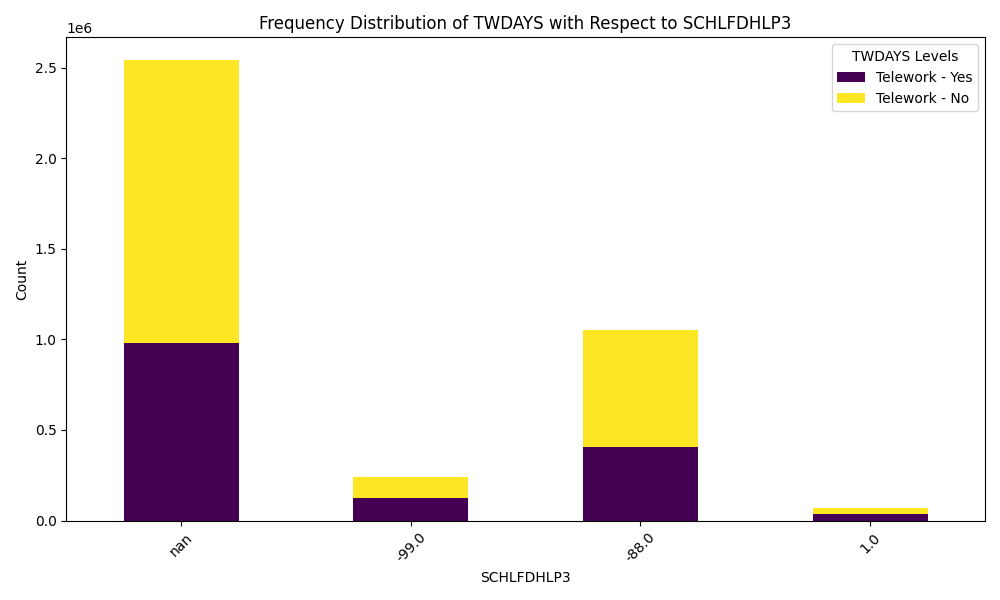 Frequency Distribution of TWDAYS with Respect to SCHLFDHLP3
1e6
TWDAYS Levels
Telework - Yes
Telework - No
2.5
2.0
1.5
1.0
0.5
0.0
Count
nan
-99.0
-88.0
1.0
SCHLFDHLP3